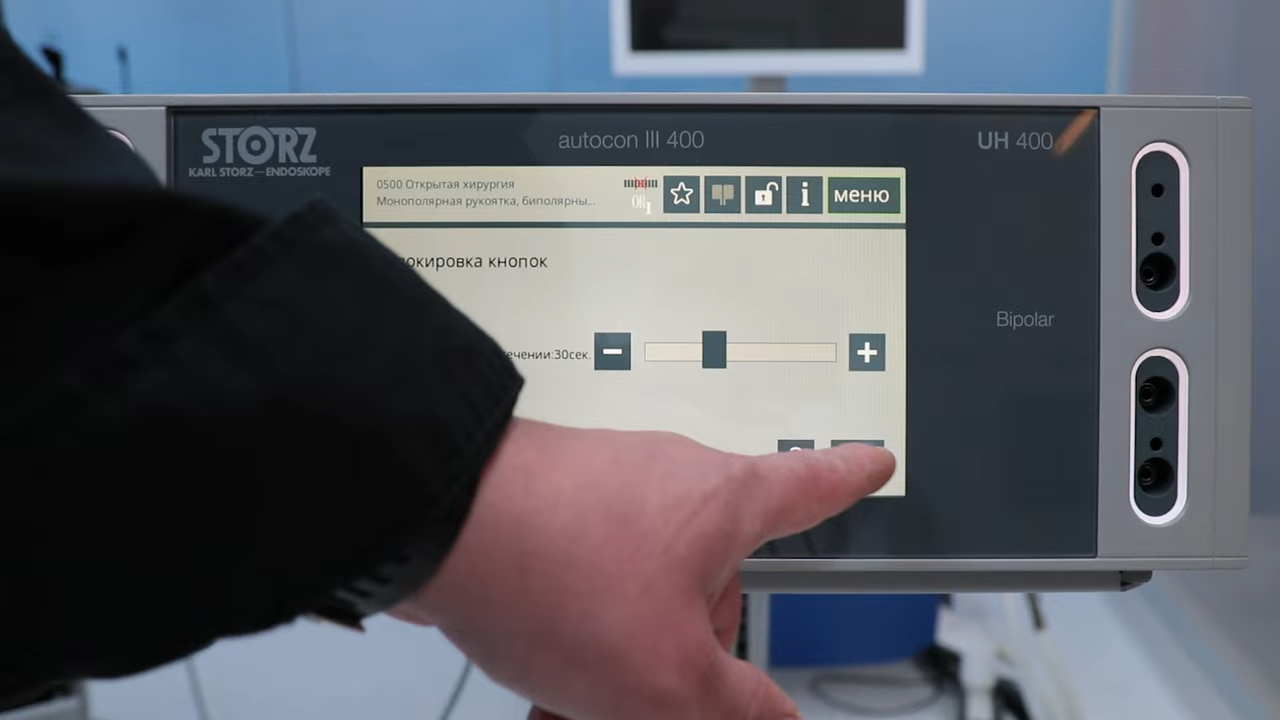 STORZ
KARL STORZ—ENDOSKOPE
autocon III 400
UH 400
0500 Открытая хирургия
Монополярная рукоятка, биполярны...
OR1
i
меню
окировка кнопок
ечении:30сек.
−
+
Bipolar